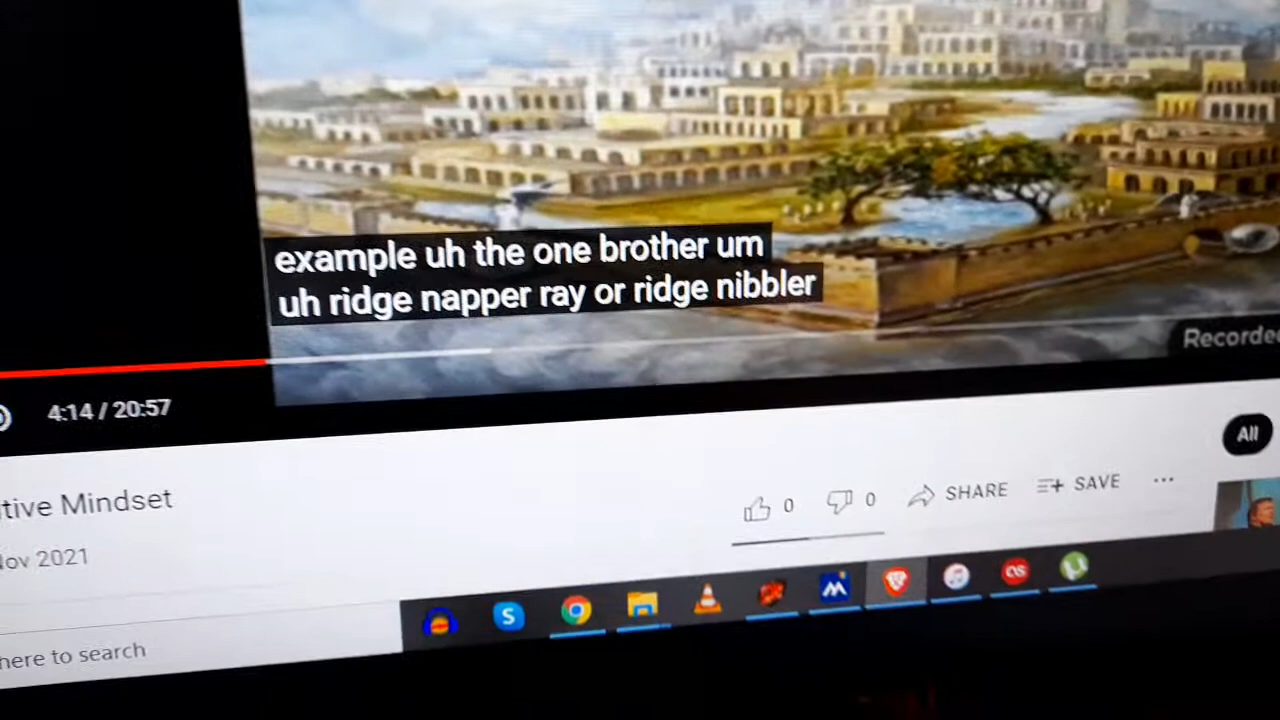 example uh the one brother um
uh ridge napper ray or ridge nibbler
Recorde
4:14 / 20:57
All
tive Mindset
0
0
SHARE
SAVE
Nov 2021
here to search